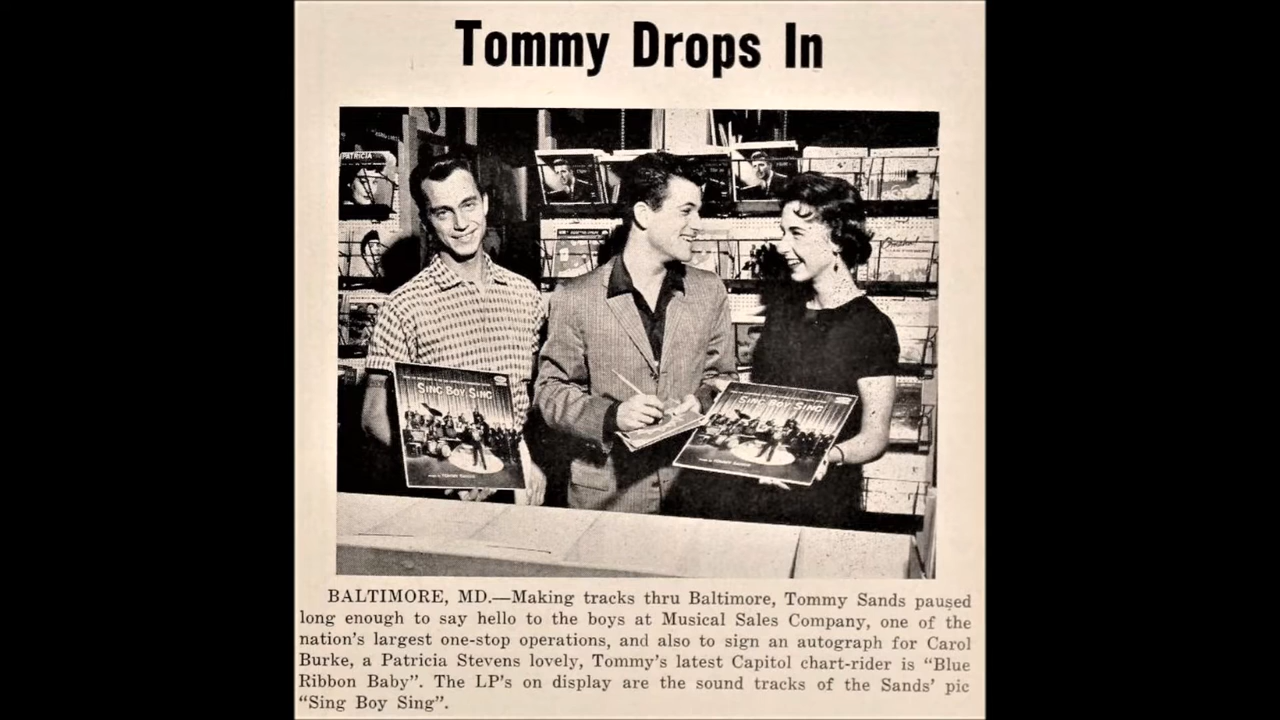 Tommy Drops In
PATRICIA
SING BOY SING
SING BOY SING
BALTIMORE, MD.—Making tracks thru Baltimore, Tommy Sands paused
long enough to say hello to the boys at Musical Sales Company, one of the
nation's largest one-stop operations, and also to sign an autograph for Carol
Burke, a Patricia Stevens lovely, Tommy's latest Capitol chart-rider is “Blue
Ribbon Baby”. The LP's on display are the sound tracks of the Sands' pic
“Sing Boy Sing”.